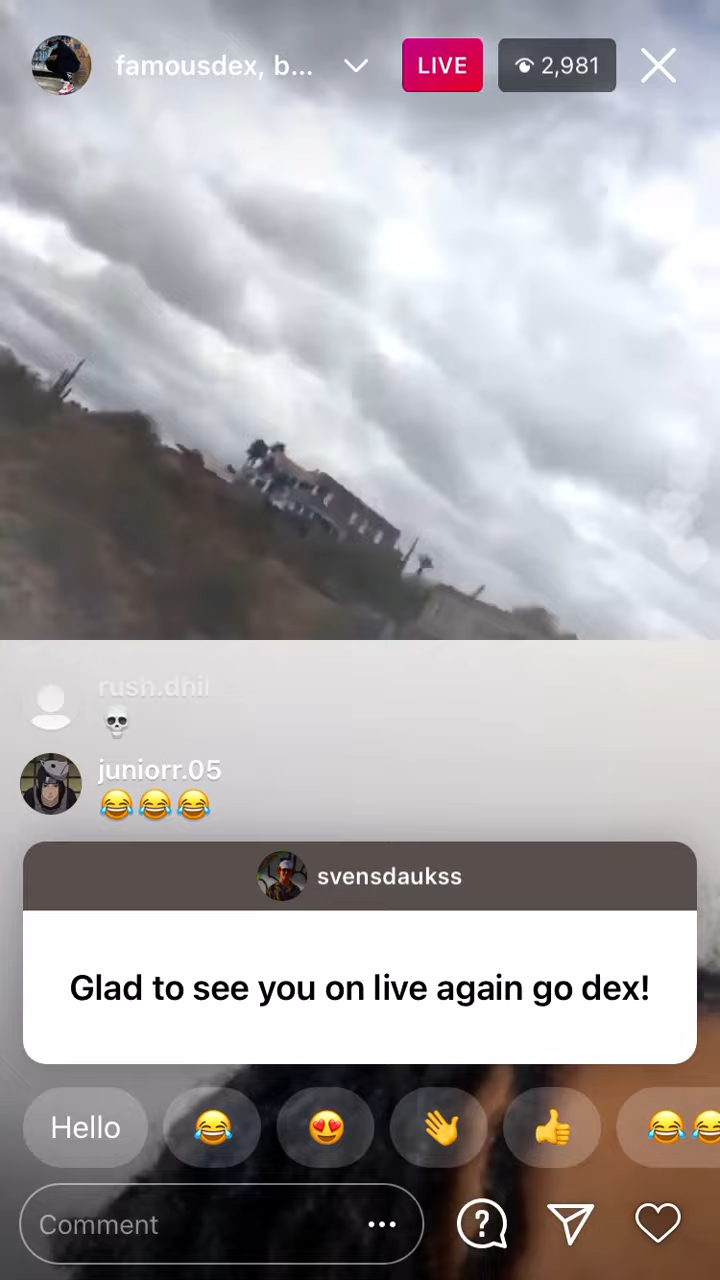 famousdex, b...
LIVE
2,981
rush.dhil
💀
juniorr.05
😂😂😂
svensdaukss
Glad to see you on live again go dex!
Hello 😂 😍 👋 👍 😂😂
Comment